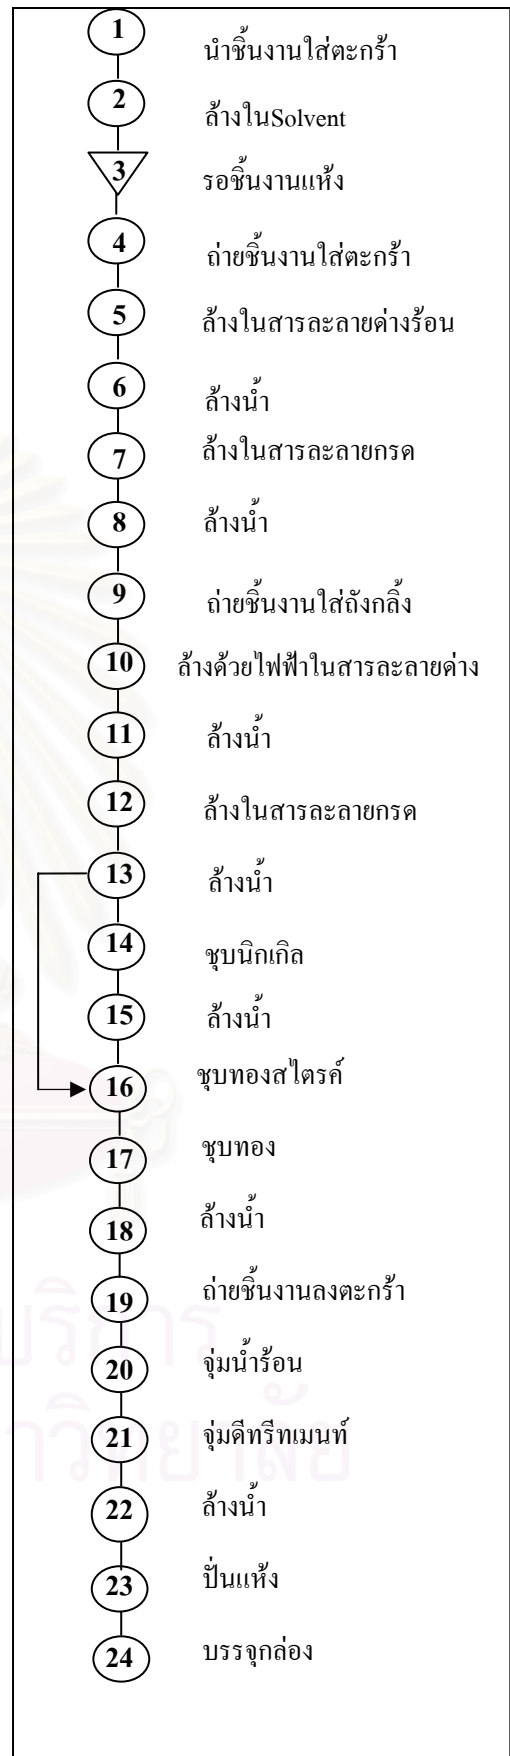 1 นำชิ้นงานใส่ตะกร้า
2 ล้างในSolvent
3 รอชิ้นงานแห้ง
4 ถ่ายชิ้นงานใส่ตะกร้า
5 ล้างในสารละลายด่างร้อน
6 ล้างน้ำ
7 ล้างในสารละลายกรด
8 ล้างน้ำ
9 ถ่ายชิ้นงานใส่ถังกลิ้ง
10 ล้างด้วยไฟฟ้าในสารละลายด่าง
11 ล้างน้ำ
12 ล้างในสารละลายกรด
13 ล้างน้ำ
14 ชุบนิกเกิล
15 ล้างน้ำ
16 ชุบทองสไตรค์
17 ชุบทอง
18 ล้างน้ำ
19 ถ่ายชิ้นงานลงตะกร้า
20 จุ่มน้ำร้อน
21 จุ่มดีทรีทเมนท์
22 ล้างน้ำ
23 ปั่นแห้ง
24 บรรจุกล่อง